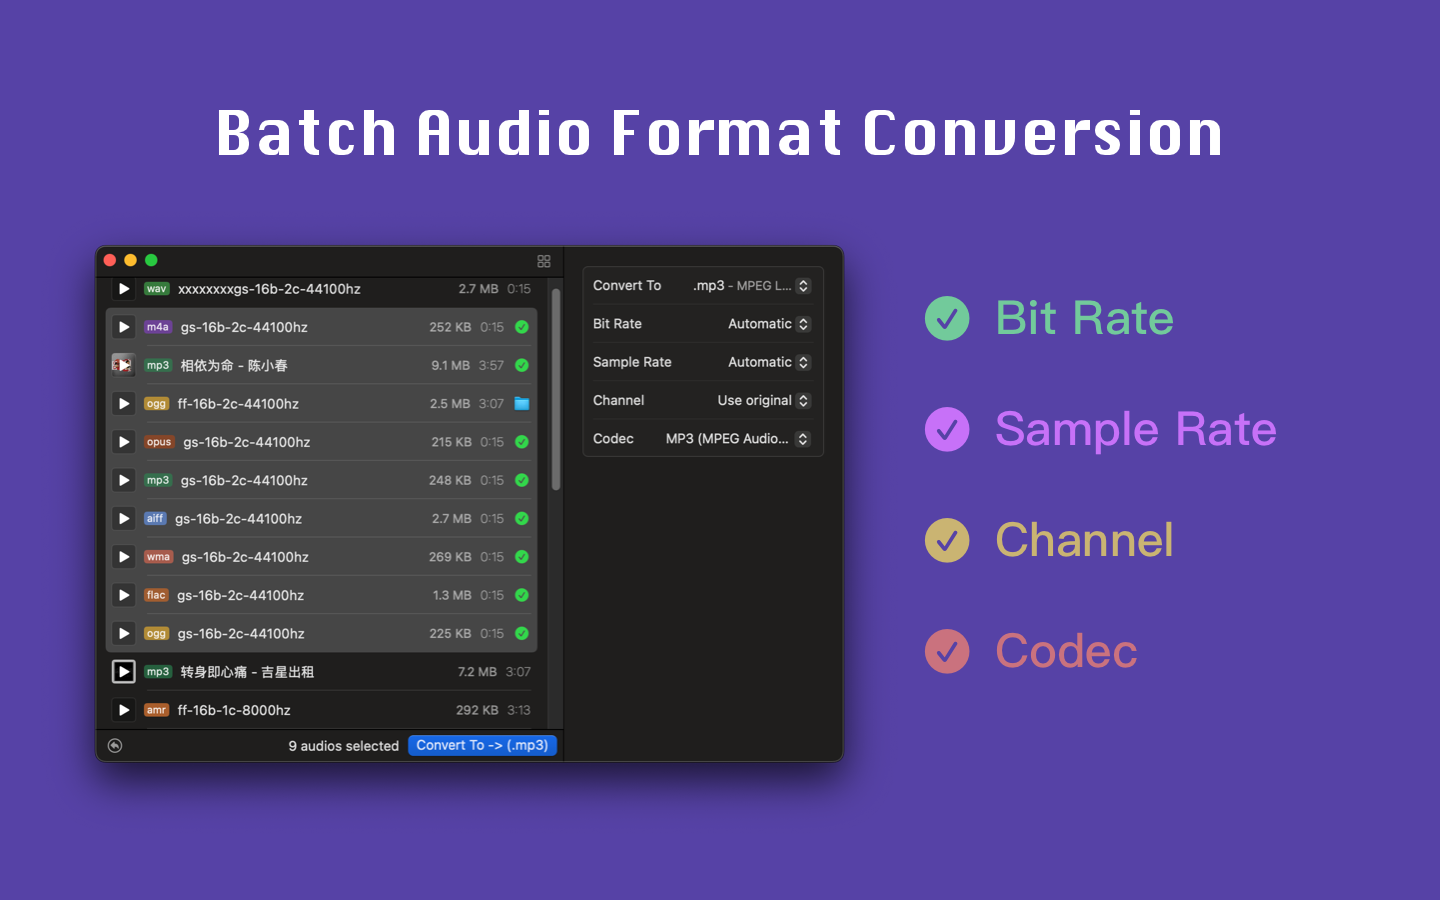 Batch Audio Format Conversion
wav xxxxxxxxgs-16b-2c-44100hz 2.7 MB 0:15
m4a gs-16b-2c-44100hz 252 KB 0:15
mp3 相依为命 - 陈小春 9.1 MB 3:57
ogg ff-16b-2c-44100hz 2.5 MB 3:07
opus gs-16b-2c-44100hz 215 KB 0:15
mp3 gs-16b-2c-44100hz 248 KB 0:15
aiff gs-16b-2c-44100hz 2.7 MB 0:15
wma gs-16b-2c-44100hz 269 KB 0:15
flac gs-16b-2c-44100hz 1.3 MB 0:15
ogg gs-16b-2c-44100hz 225 KB 0:15
mp3 转身即心痛 - 吉星出租 7.2 MB 3:07
amr ff-16b-1c-8000hz 292 KB 3:13
9 audios selected Convert To -> (.mp3)
Convert To .mp3 - MPEG L...
Bit Rate Automatic
Sample Rate Automatic
Channel Use original
Codec MP3 (MPEG Audio...
Bit Rate
Sample Rate
Channel
Codec